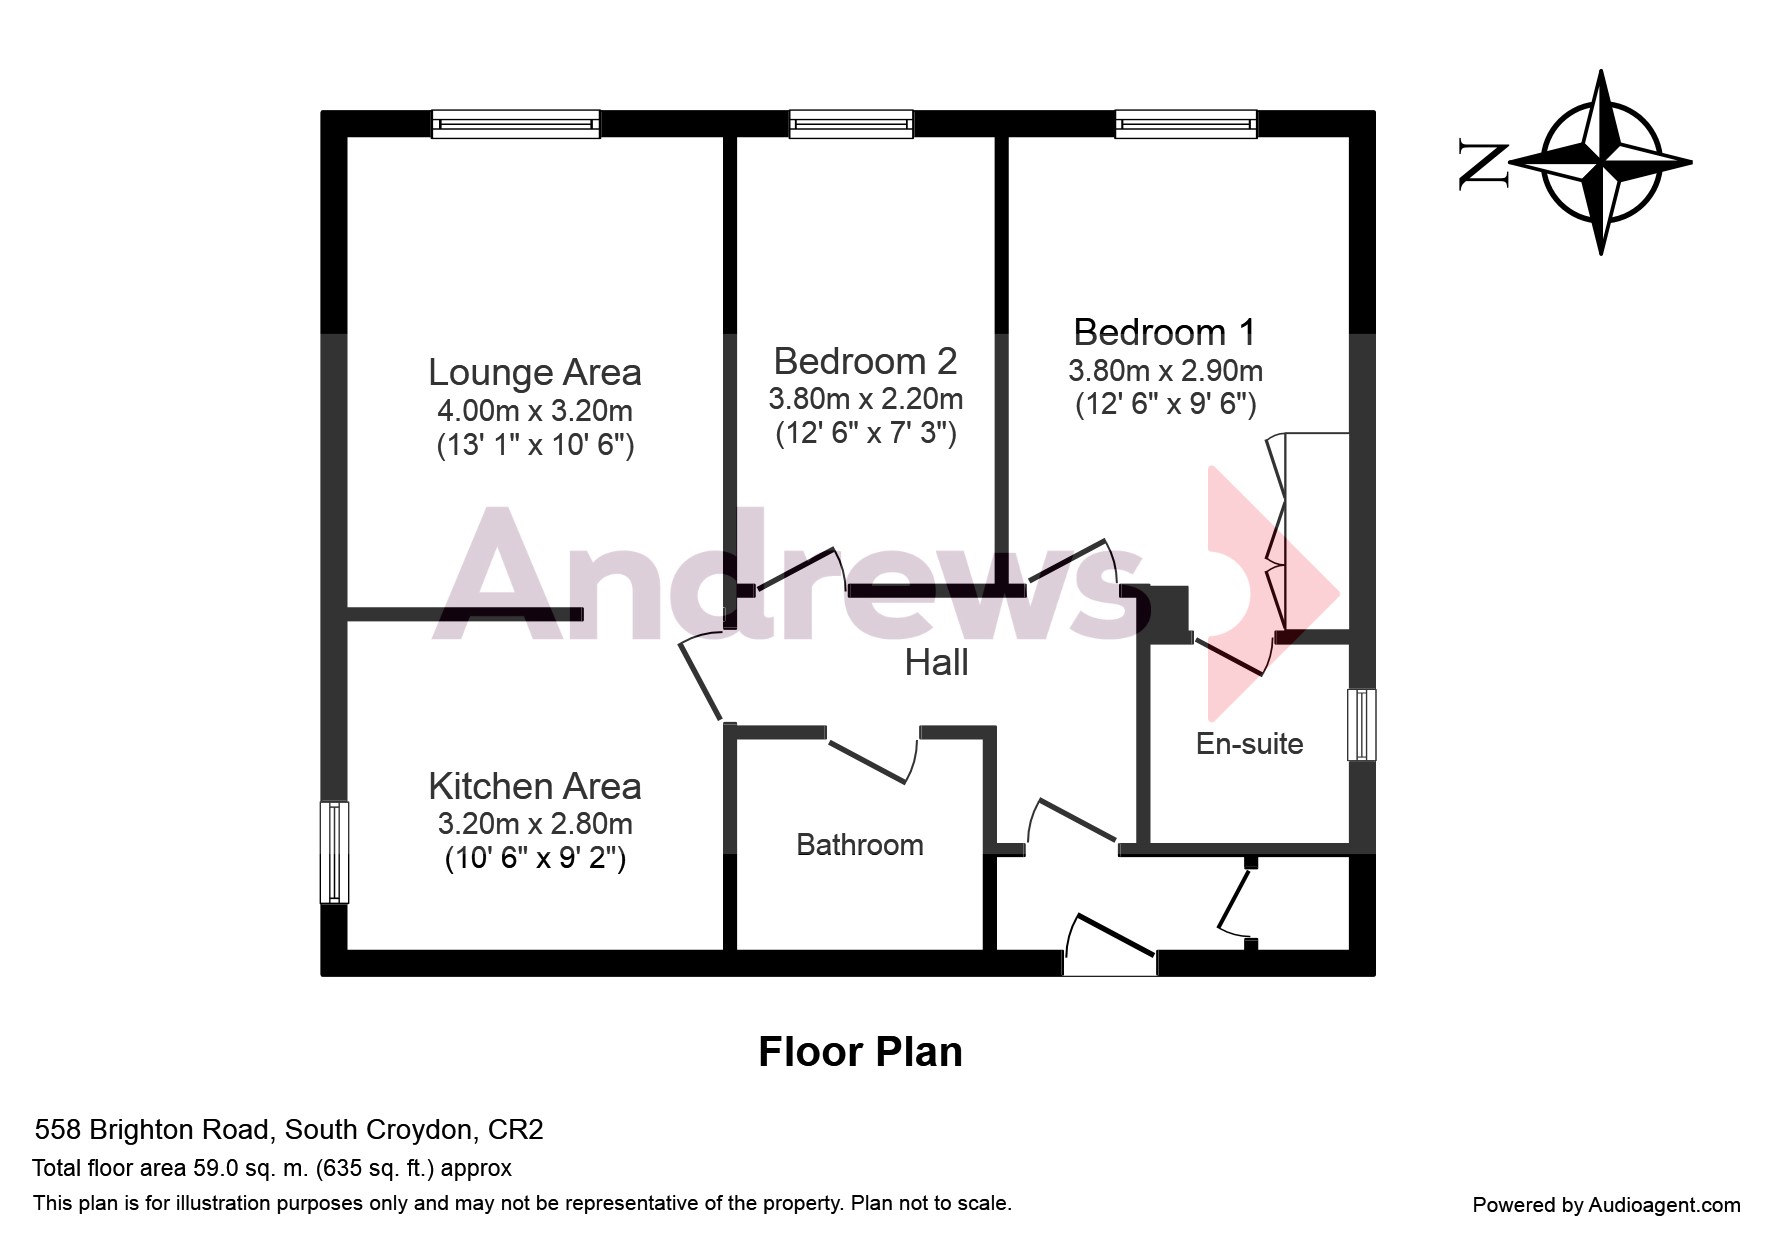 N
Lounge Area
4.00m x 3.20m
(13' 1" x 10' 6")
Bedroom 2
3.80m x 2.20m
(12' 6" x 7' 3")
Bedroom 1
3.80m x 2.90m
(12' 6" x 9' 6")
Andrews
Hall
En-suite
Kitchen Area
3.20m x 2.80m
(10' 6" x 9' 2")
Bathroom
Floor Plan
558 Brighton Road, South Croydon, CR2
Total floor area 59.0 sq. m. (635 sq. ft.) approx
This plan is for illustration purposes only and may not be representative of the property. Plan not to scale.
Powered by Audioagent.com